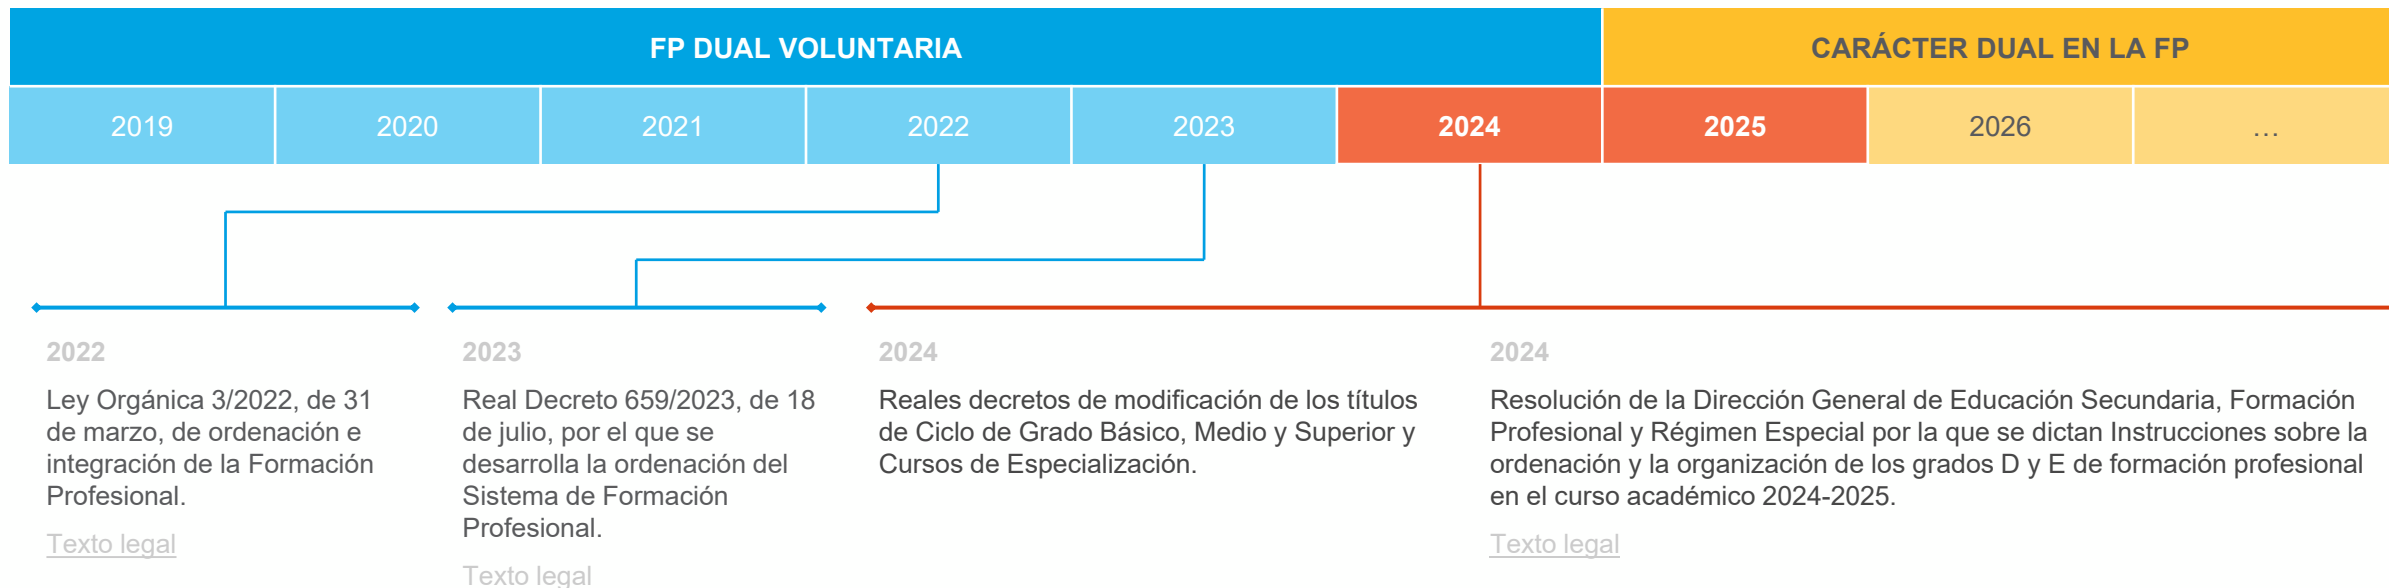 FP DUAL VOLUNTARIA
CARÁCTER DUAL EN LA FP
2019
2020
2021
2022
2023
2024
2025
2026
…
2022
Ley Orgánica 3/2022, de 31
de marzo, de ordenación e
integración de la Formación
Profesional.
Texto legal
2023
Real Decreto 659/2023, de 18
de julio, por el que se
desarrolla la ordenación del
Sistema de Formación
Profesional.
Texto legal
2024
Reales decretos de modificación de los títulos
de Ciclo de Grado Básico, Medio y Superior y
Cursos de Especialización.
2024
Resolución de la Dirección General de Educación Secundaria, Formación
Profesional y Régimen Especial por la que se dictan Instrucciones sobre la
ordenación y la organización de los grados D y E de formación profesional
en el curso académico 2024-2025.
Texto legal